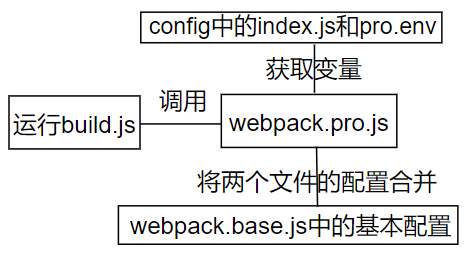 config中的index.js和pro.env
获取变量
调用
运行build.js
webpack.pro.js
将两个文件的配置合并
webpack.base.js中的基本配置